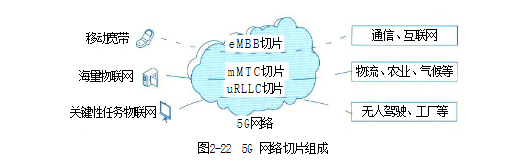 移动宽带
eMBB切片
通信、互联网
海量物联网
mMTC切片
物流、农业、气候等
uRLLC切片
关键性任务物联网
无人驾驶、工厂等
5G网络
图2-22 5G 网络切片组成